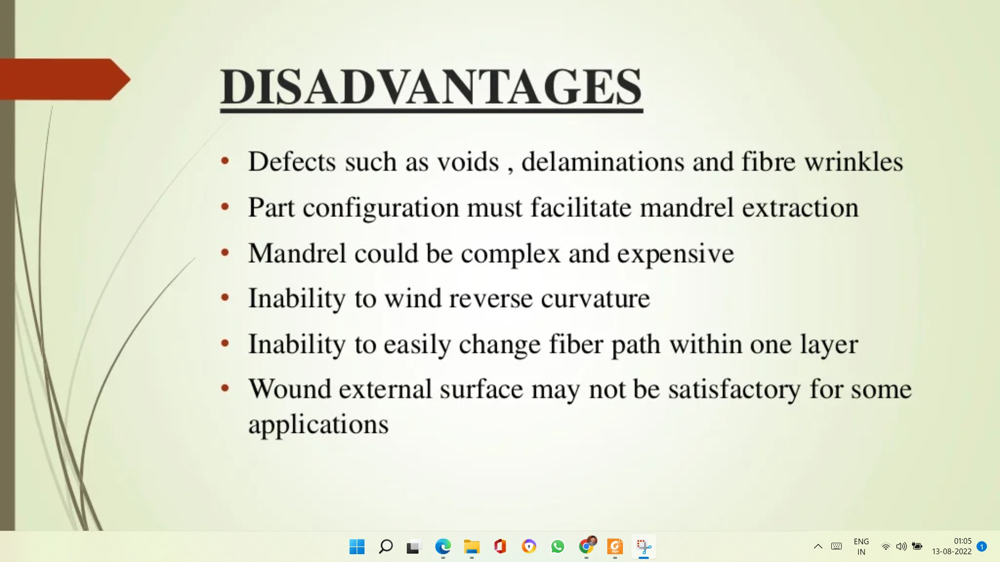 DISADVANTAGES
• Defects such as voids , delaminations and fibre wrinkles
• Part configuration must facilitate mandrel extraction
• Mandrel could be complex and expensive
• Inability to wind reverse curvature
• Inability to easily change fiber path within one layer
• Wound external surface may not be satisfactory for some
applications
PDF
ENG
IN
01:05
13-08-2022
1